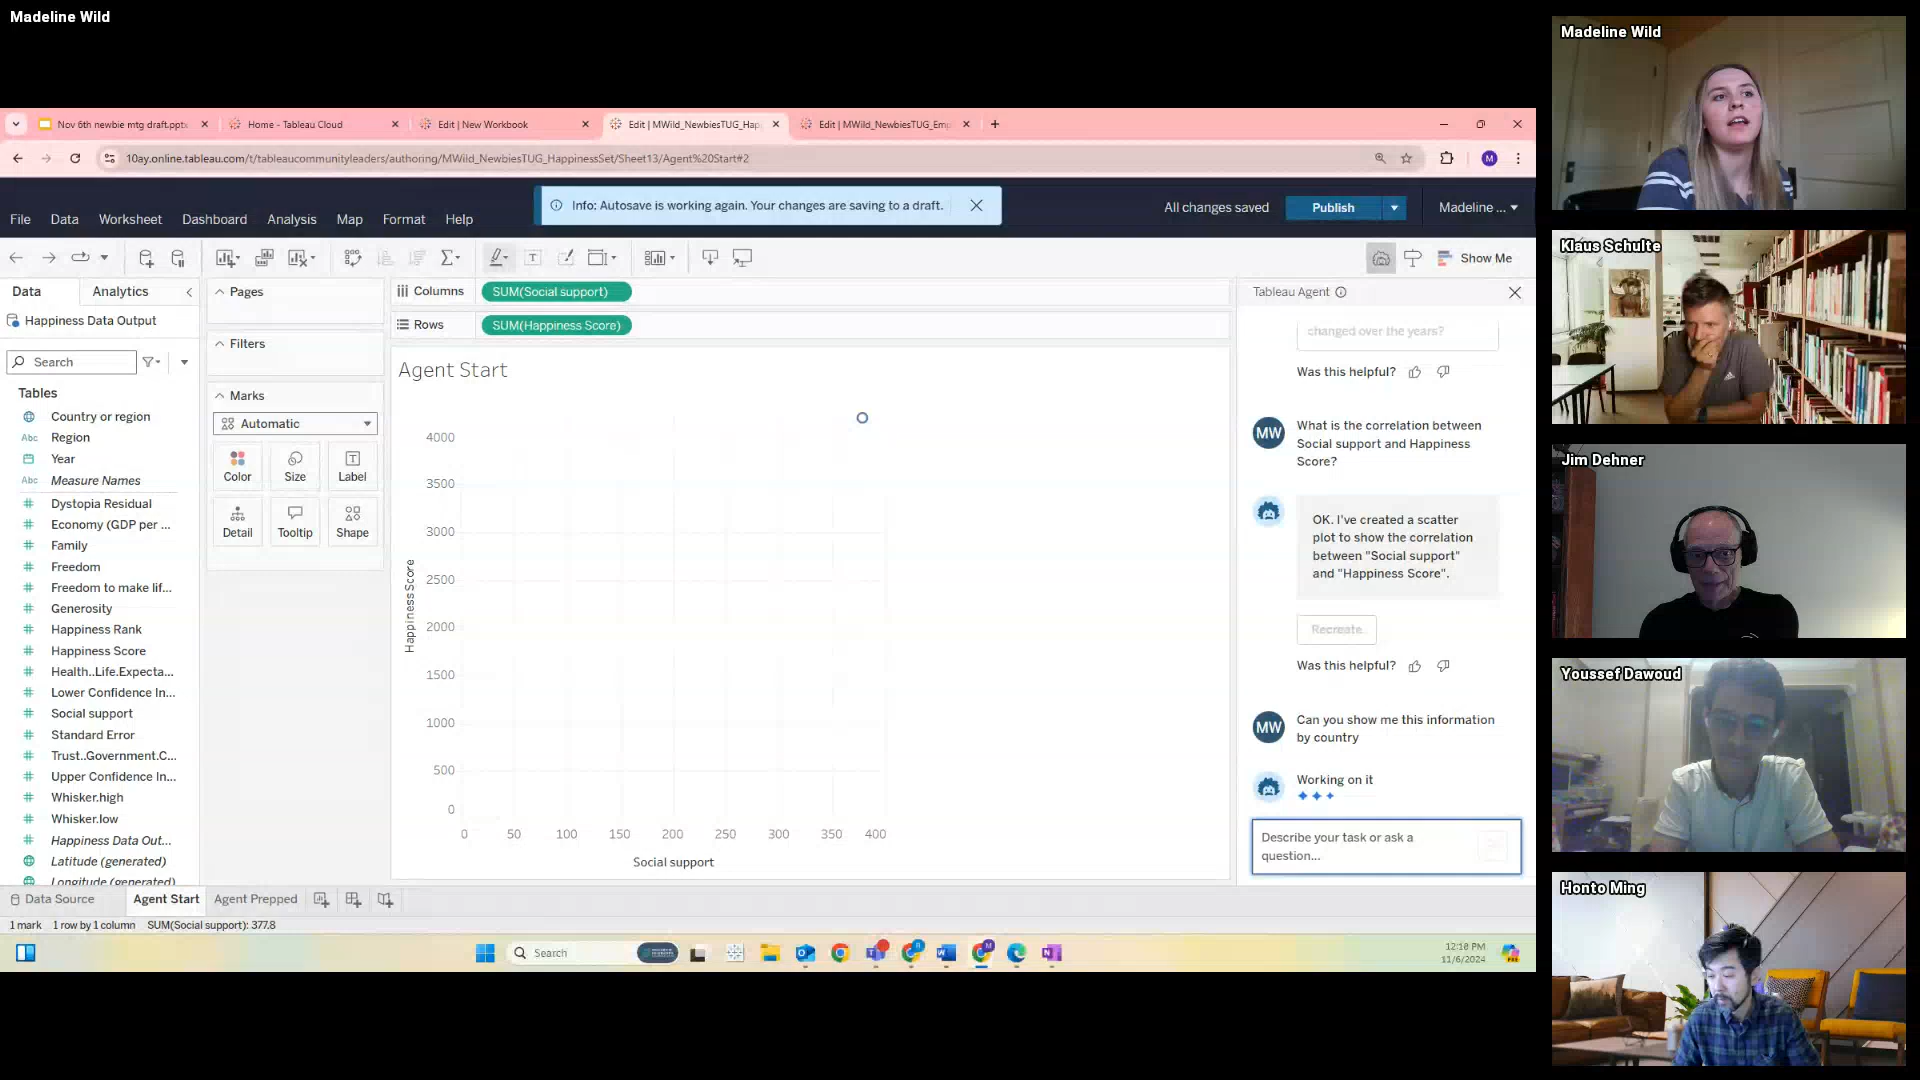 Madeline Wild
Nov 6th newbie mtg draft.pptx
Home - Tableau Cloud
Edit | New Workbook
Edit | MWild_NewbiesTUG_Hap
Edit | MWild_NewbiesTUG_Emp
10ay.online.tableau.com/t/tableaucommunityleaders/authoring/MWild_NewbiesTUG_HappinessSet/Sheet13/Agent%20Start#2
M
File Data Worksheet Dashboard Analysis Map Format Help
Info: Autosave is working again. Your changes are saving to a draft.
All changes saved
Publish
Madeline ...
Show Me
Data
Analytics
Happiness Data Output
Search
Tables
Country or region
Abc Region
Year
Abc Measure Names
Dystopia Residual
Economy (GDP per ...
Family
Freedom
Freedom to make lif...
Generosity
Happiness Rank
Happiness Score
Health..Life.Expecta...
Lower Confidence In...
Social support
Standard Error
Trust..Government.C...
Upper Confidence In...
Whisker.high
Whisker.low
Happiness Data Out...
Latitude (generated)
Longitude (generated)
Pages
Filters
Marks
Automatic
Color
Size
Label
Detail
Tooltip
Shape
Columns
SUM(Social support)
Rows
SUM(Happiness Score)
Agent Start
4000
3500
3000
2500
2000
1500
1000
500
0
Happiness Score
0 50 100 150 200 250 300 350 400
Social support
Tableau Agent
changed over the years?
Was this helpful?
MW
What is the correlation between
Social support and Happiness
Score?
OK. I've created a scatter
plot to show the correlation
between "Social support"
and "Happiness Score".
Recreate
Was this helpful?
MW
Can you show me this information
by country
Working on it
Describe your task or ask a
question...
Data Source
Agent Start
Agent Prepped
1 mark 1 row by 1 column SUM(Social support): 377.8
Search
12:18 PM
11/6/2024
Madeline Wild
Klaus Schulte
Jim Dehner
Youssef Dawoud
Honto Ming